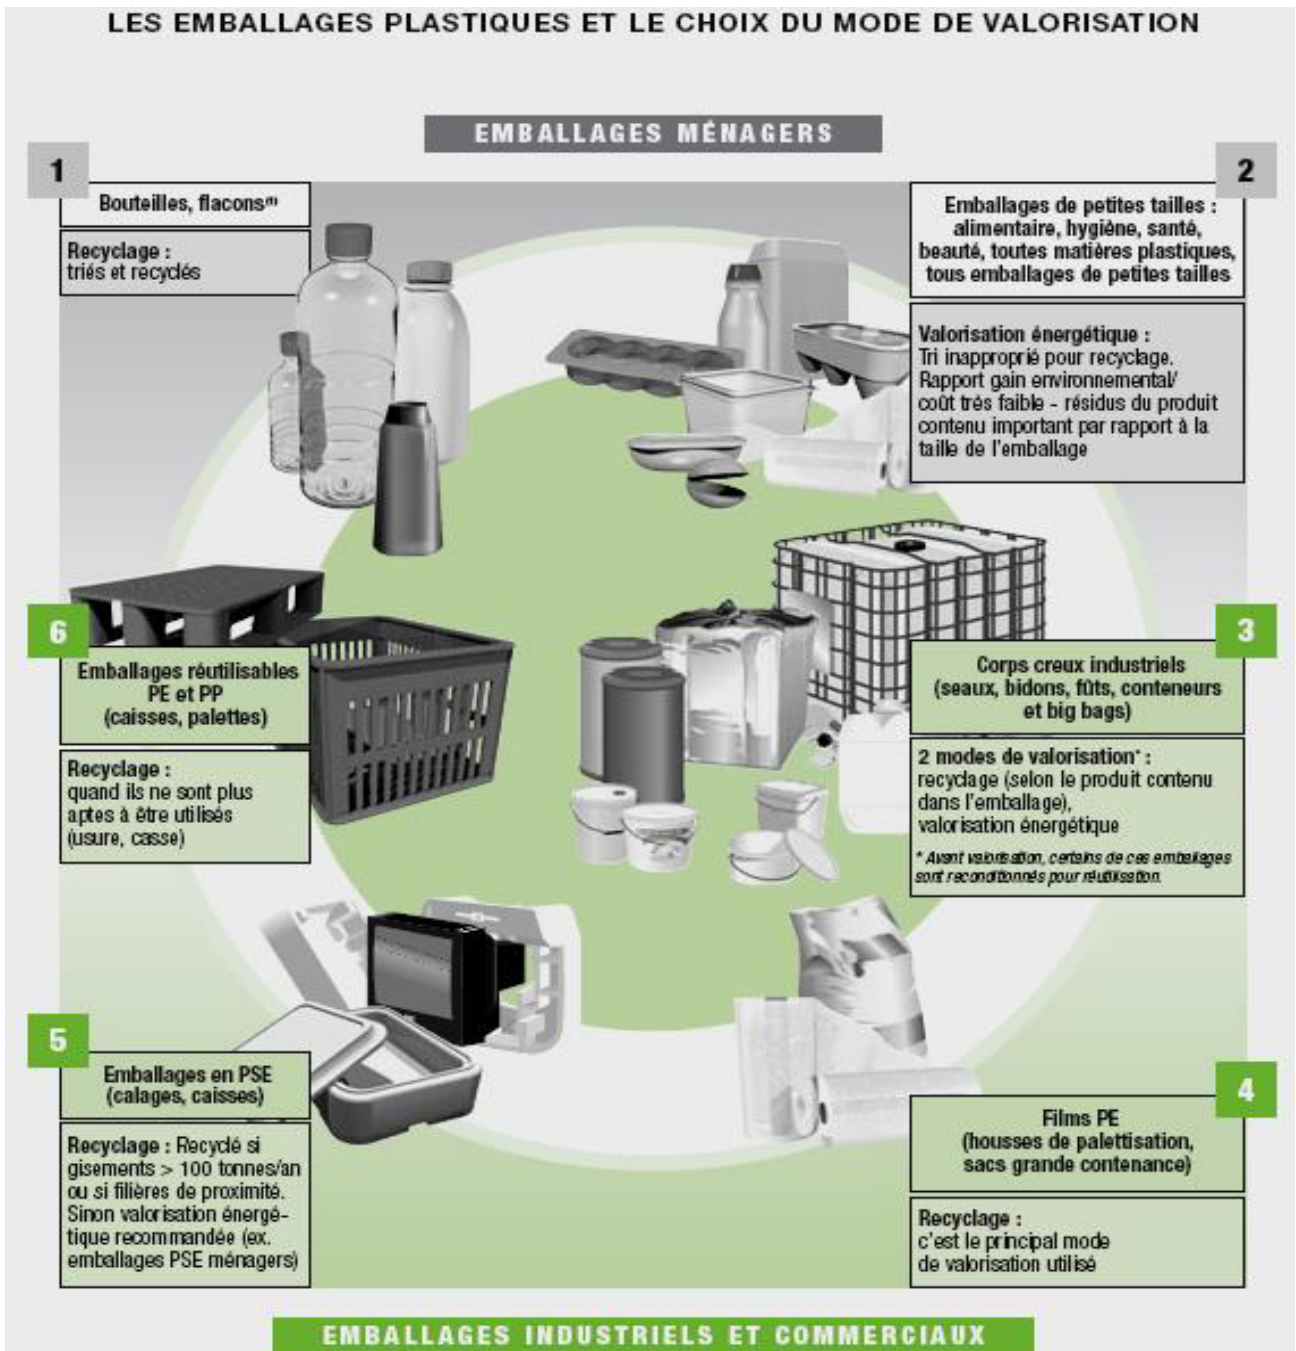 LES EMBALLAGES PLASTIQUES ET LE CHOIX DU MODE DE VALORISATION
EMBALLAGES MÉNAGERS
1
Bouteilles, flacons⁽¹⁾
Recyclage :
triés et recyclés
2
Emballages de petites tailles :
alimentaire, hygiène, santé,
beauté, toutes matières plastiques,
tous emballages de petites tailles
Valorisation énergétique :
Tri inapproprié pour recyclage.
Rapport gain environnemental/
coût très faible - résidus du produit
contenu important par rapport à la
taille de l'emballage
3
Corps creux industriels
(seaux, bidons, fûts, conteneurs
et big bags)
2 modes de valorisation* :
recyclage (selon le produit contenu
dans l'emballage),
valorisation énergétique
* Avant valorisation, certains de ces emballages
sont reconditionnés pour réutilisation.
4
Films PE
(housses de palettisation,
sacs grande contenance)
Recyclage :
c'est le principal mode
de valorisation utilisé
5
Emballages en PSE
(calages, caisses)
Recyclage : Recyclé si
gisements > 100 tonnes/an
ou si filières de proximité.
Sinon valorisation énergé-
tique recommandée (ex.
emballages PSE ménagers)
6
Emballages réutilisables
PE et PP
(caisses, palettes)
Recyclage :
quand ils ne sont plus
aptes à être utilisés
(usure, casse)
EMBALLAGES INDUSTRIELS ET COMMERCIAUX